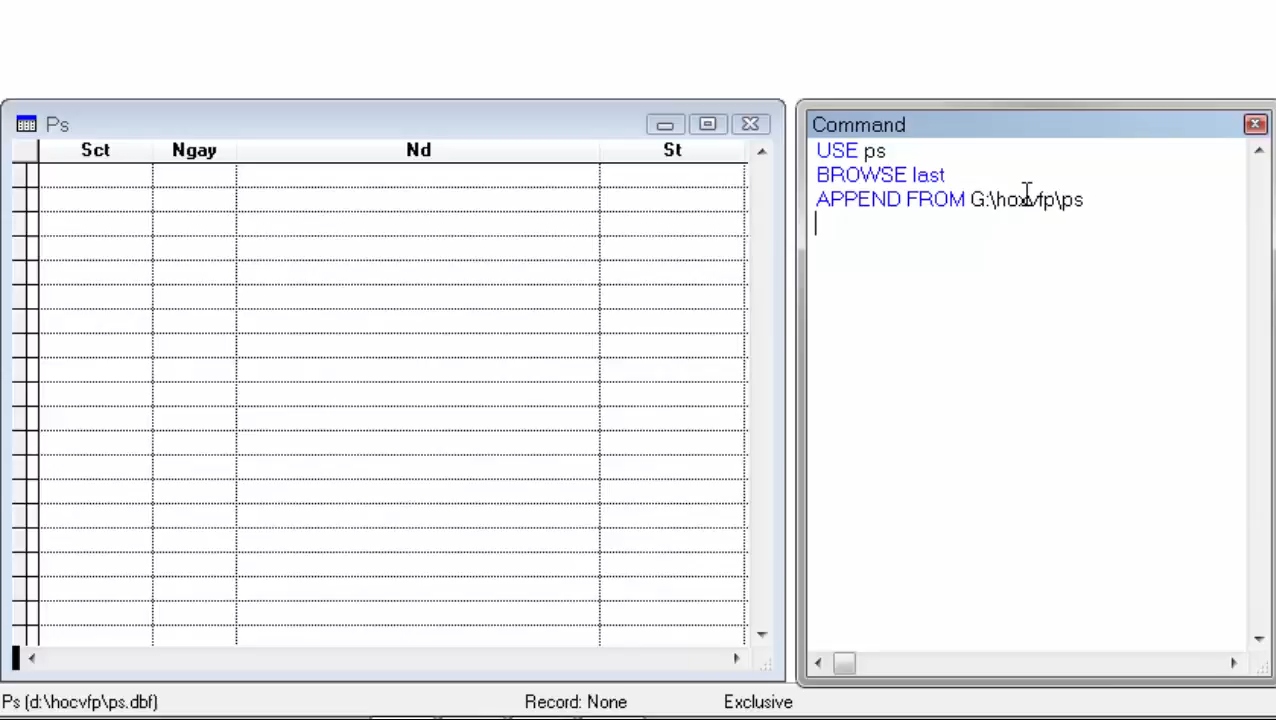 Ps
Sct Ngay Nd St
Command
USE ps
BROWSE last
APPEND FROM G:\hocvfp\ps
Ps (d:\hocvfp\ps.dbf) Record: None Exclusive